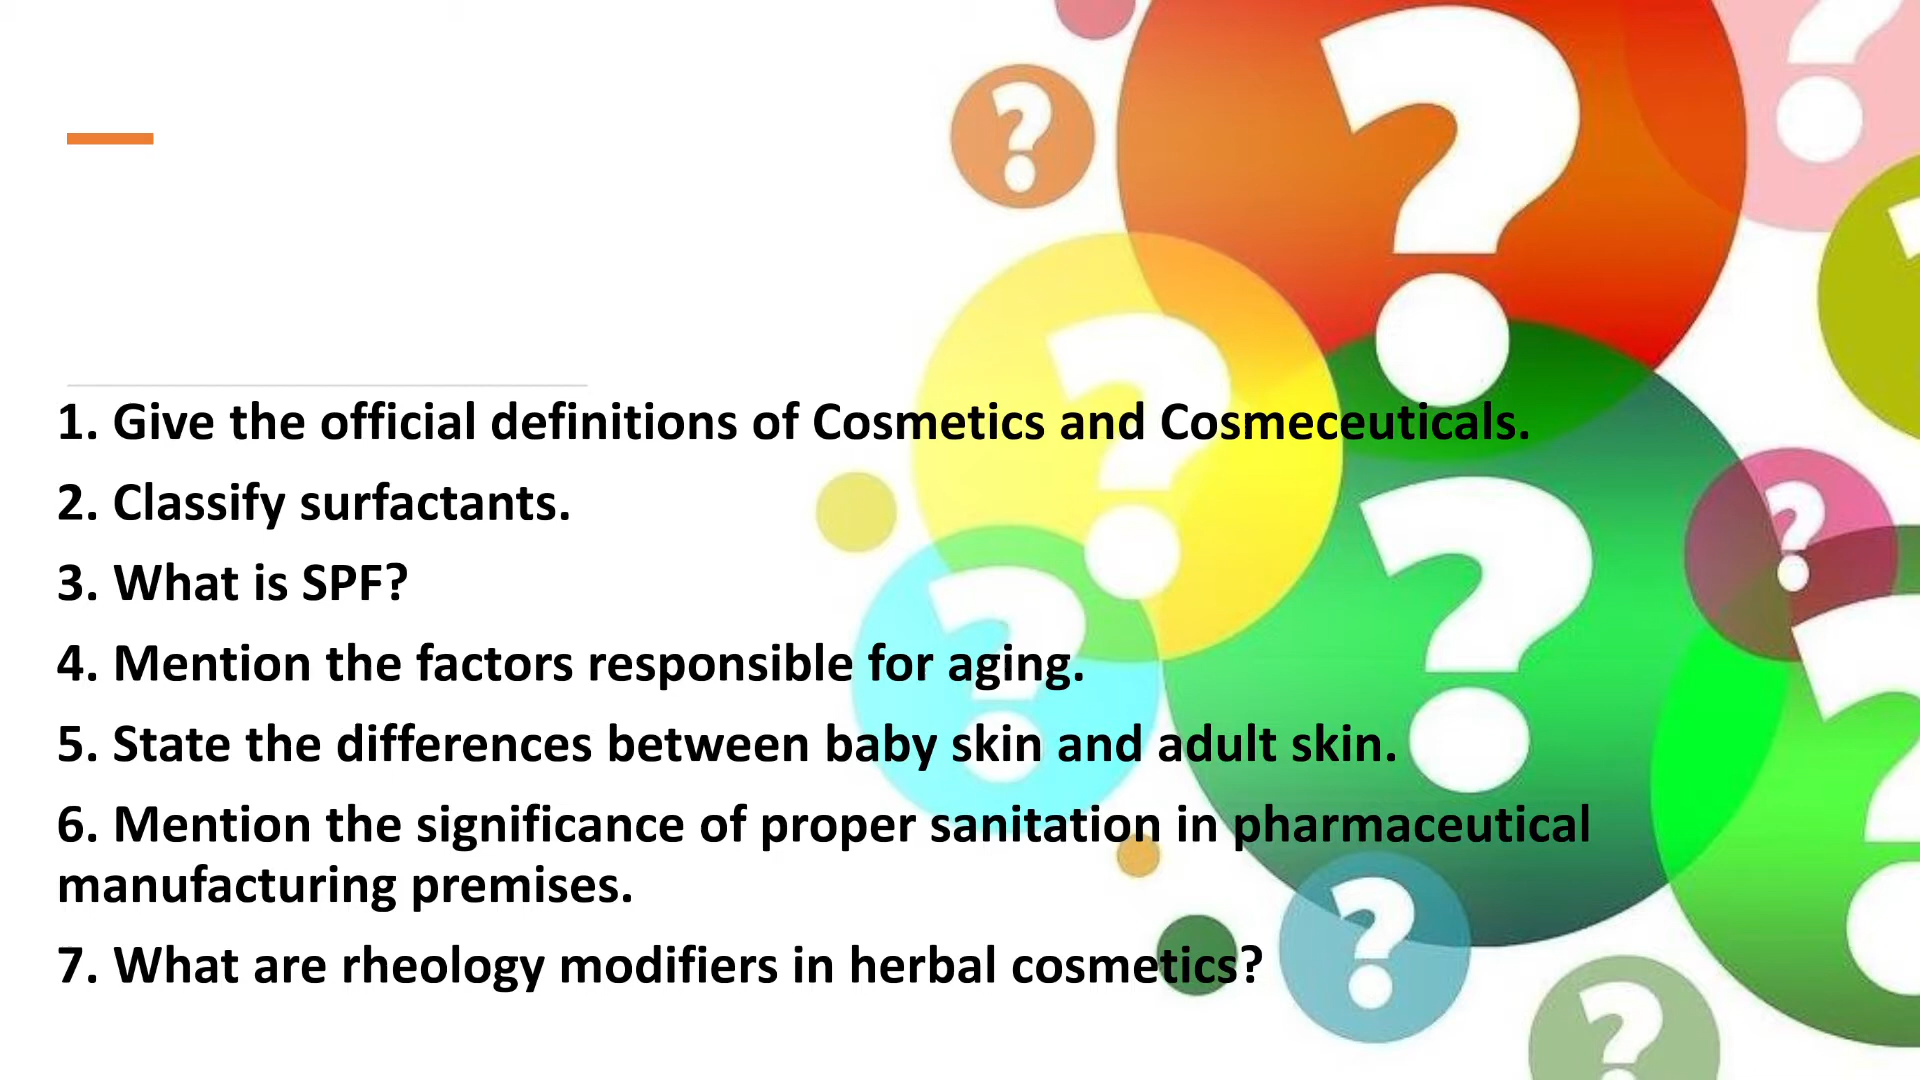 1. Give the official definitions of Cosmetics and Cosmeceuticals.
2. Classify surfactants.
3. What is SPF?
4. Mention the factors responsible for aging.
5. State the differences between baby skin and adult skin.
6. Mention the significance of proper sanitation in pharmaceutical
manufacturing premises.
7. What are rheology modifiers in herbal cosmetics?